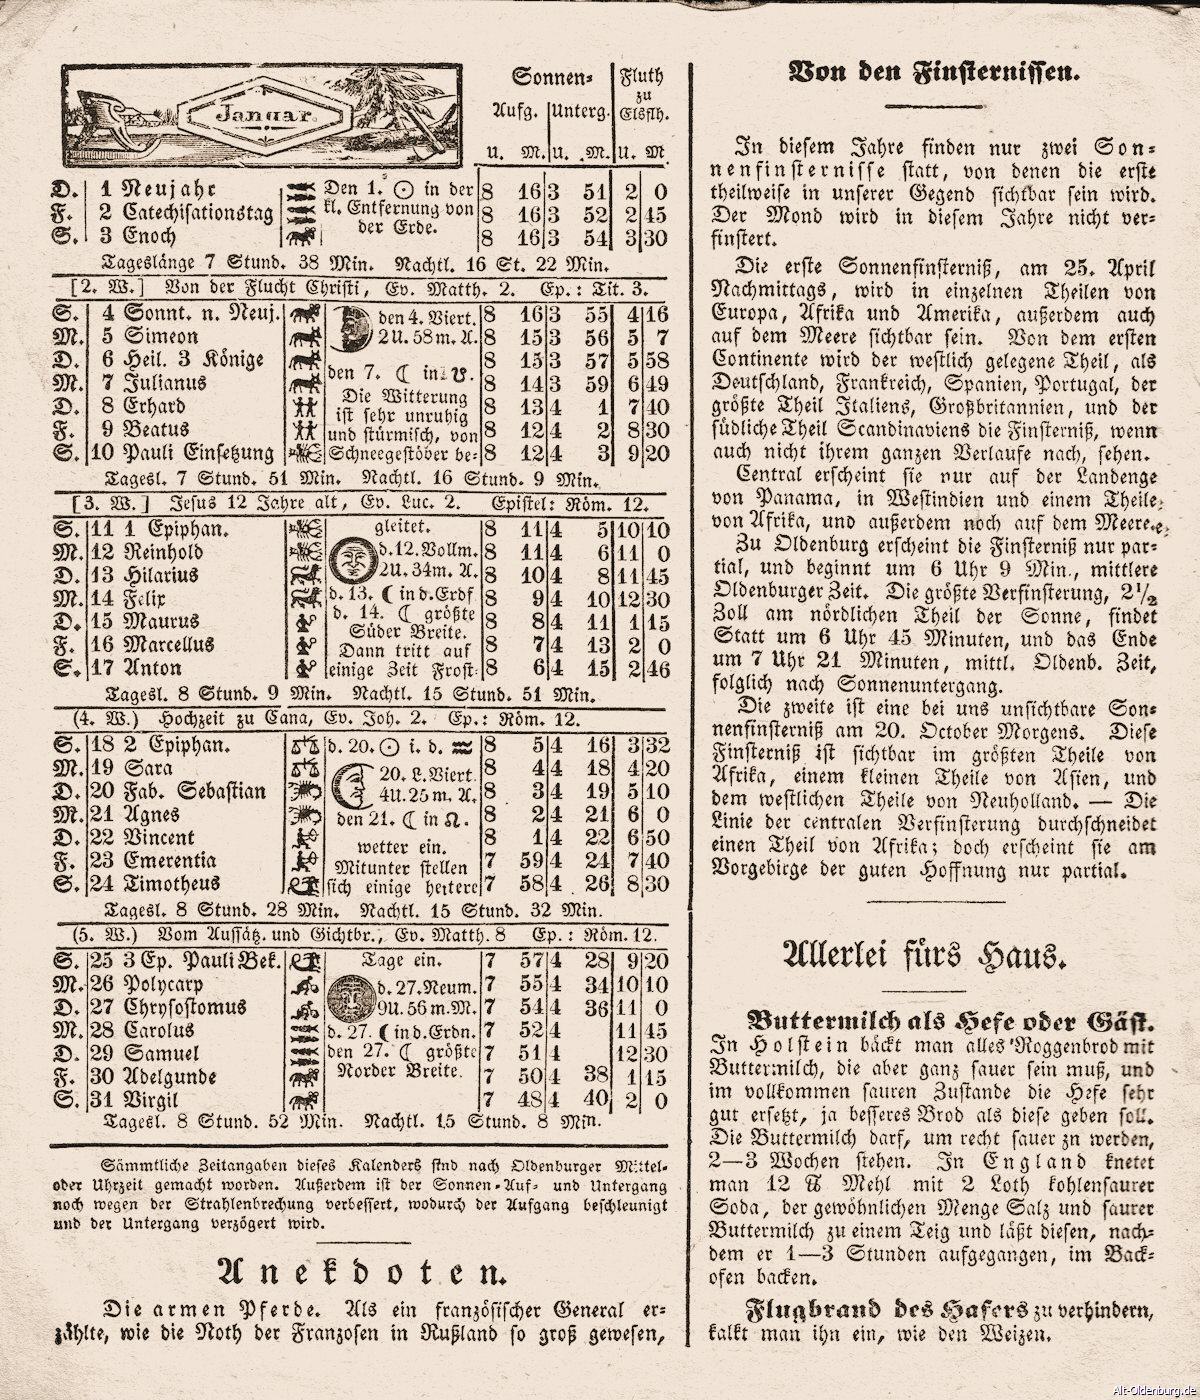 Januar.
Sonnen-
Fluth
zu
Elsflh.
Aufg. Unterg.
U. M. U. M. U. M.
D. 1 Neujahr Den 1. ☉ in der 8 16 3 51 2 0
F. 2 Catechisationstag kl. Entfernung von 8 16 3 52 2 45
S. 3 Enoch der Erde. 8 16 3 54 3 30
Tageslänge 7 Stund. 38 Min. Nachtl. 16 St. 22 Min.
[2. W.] Von der Flucht Christi, Ev. Matth. 2. Ep.: Tit. 3.
S. 4 Sonnt. n. Neuj. den 4. Viert. 8 16 3 55 4 16
M. 5 Simeon 2 U. 58 m. A. 8 15 3 56 5 7
D. 6 Heil. 3 Könige 8 15 3 57 5 58
M. 7 Julianus den 7. ☾ in ☋. 8 14 3 59 6 49
D. 8 Erhard Die Witterung 8 13 4 1 7 40
F. 9 Beatus ist sehr unruhig 8 12 4 2 8 30
S. 10 Pauli Einsetzung und stürmisch, von Schneegestöber be- 8 12 4 3 9 20
Tagesl. 7 Stund. 51 Min. Nachtl. 16 Stund. 9 Min.
[3. W.] Jesus 12 Jahre alt, Ev. Luc. 2. Epistel: Röm. 12.
S. 11 1 Epiphan. gleitet. 8 11 4 5 10 10
M. 12 Reinhold d. 12. Vollm. 8 11 4 6 11 0
D. 13 Hilarius 2 U. 34 m. A. 8 10 4 8 11 45
M. 14 Felix d. 13. ☾ in d. Erdf 8 9 4 10 12 30
D. 15 Maurus d. 14. ☾ größte 8 8 4 11 1 15
F. 16 Marcellus Süder Breite. Dann tritt auf 8 7 4 13 2 0
S. 17 Anton einige Zeit Frost- 8 6 4 15 2 46
Tagesl. 8 Stund. 9 Min. Nachtl. 15 Stund. 51 Min.
(4. W.) Hochzeit zu Cana, Ev. Joh. 2. Ep.: Röm. 12.
S. 18 2 Epiphan. d. 20. ☉ i. d. ♒ 8 5 4 16 3 32
M. 19 Sara 20. L. Viert 8 4 4 18 4 20
D. 20 Fab. Sebastian 4 U. 25 m. A. 8 3 4 19 5 10
M. 21 Agnes den 21. ☾ in ☊. 8 2 4 21 6 0
D. 22 Vincent wetter ein. 8 1 4 22 6 50
F. 23 Emerentia Mitunter stellen 7 59 4 24 7 40
S. 24 Timotheus sich einige heitere 7 58 4 26 8 30
Tagesl. 8 Stund. 28 Min. Nachtl. 15 Stund. 32 Min.
(5. W.) Vom Aussätz. und Gichtbr., Ev. Matth. 8 Ep.: Röm. 12.
S. 25 3 Ep. Pauli Bek. Tage ein. 7 57 4 28 9 20
M. 26 Polycarp d. 27. Neum. 7 55 4 34 10 10
D. 27 Chrysostomus 9 U. 56 m. M. 7 54 4 36 11 0
M. 28 Carolus d. 27. ☾ in d. Erdn. 7 52 4 11 45
D. 29 Samuel den 27. ☾ größte 7 51 4 12 30
F. 30 Adelgunde Norder Breite. 7 50 4 38 1 15
S. 31 Virgil 7 48 4 40 2 0
Tagesl. 8 Stund. 52 Min. Nachtl. 15 Stund. 8 Min.
Sämmtliche Zeitangaben dieses Kalenders sind nach Oldenburger Mittel-
oder Uhrzeit gemacht worden. Außerdem ist der Sonnen-Auf- und Untergang
noch wegen der Strahlenbrechung verbessert, wodurch der Aufgang beschleunigt
und der Untergang verzögert wird.
Anekdoten.
Die armen Pferde. Als ein französischer General er-
zählte, wie die Noth der Franzosen in Rußland so groß gewesen,
Von den Finsternissen.
In diesem Jahre finden nur zwei Son-
nenfinsternisse statt, von denen die erste
theilweise in unserer Gegend sichtbar sein wird.
Der Mond wird in diesem Jahre nicht ver-
finstert.
Die erste Sonnenfinsterniß, am 25. April
Nachmittags, wird in einzelnen Theilen von
Europa, Afrika und Amerika, außerdem auch
auf dem Meere sichtbar sein. Von dem ersten
Continente wird der westlich gelegene Theil, als
Deutschland, Frankreich, Spanien, Portugal, der
größte Theil Italiens, Großbritannien, und der
südliche Theil Scandinaviens die Finsterniß, wenn
auch nicht ihrem ganzen Verlaufe nach, sehen.
Central erscheint sie nur auf der Landenge
von Panama, in Westindien und einem Theile
von Afrika, und außerdem noch auf dem Meere.
Zu Oldenburg erscheint die Finsterniß nur par-
tial, und beginnt um 6 Uhr 9 Min., mittlere
Oldenburger Zeit. Die größte Verfinsterung, 2½
Zoll am nördlichen Theil der Sonne, findet
Statt um 6 Uhr 45 Minuten, und das Ende
um 7 Uhr 21 Minuten, mittl. Oldenb. Zeit,
folglich nach Sonnenuntergang.
Die zweite ist eine bei uns unsichtbare Son-
nenfinsterniß am 20. October Morgens. Diese
Finsterniß ist sichtbar im größten Theile von
Afrika, einem kleinen Theile von Asien, und
dem westlichen Theile von Neuholland. — Die
Linie der centralen Verfinsterung durchschneidet
einen Theil von Afrika; doch erscheint sie am
Vorgebirge der guten Hoffnung nur partial.
Allerlei fürs Haus.
Buttermilch als Hefe oder Gäst.
In Holstein bäckt man alles Roggenbrod mit
Buttermilch, die aber ganz sauer sein muß, und
im vollkommen sauren Zustande die Hefe sehr
gut ersetzt, ja besseres Brod als diese geben soll.
Die Buttermilch darf, um recht sauer zu werden,
2—3 Wochen stehen. In England knetet
man 12 ℔ Mehl mit 2 Loth kohlensaurer
Soda, der gewöhnlichen Menge Salz und saurer
Buttermilch zu einem Teig und läßt diesen, nach-
dem er 1—3 Stunden aufgegangen, im Back-
ofen backen.
Flugbrand des Hafers zu verhindern,
kalkt man ihn ein, wie den Weizen.
Alt-Oldenburg.de